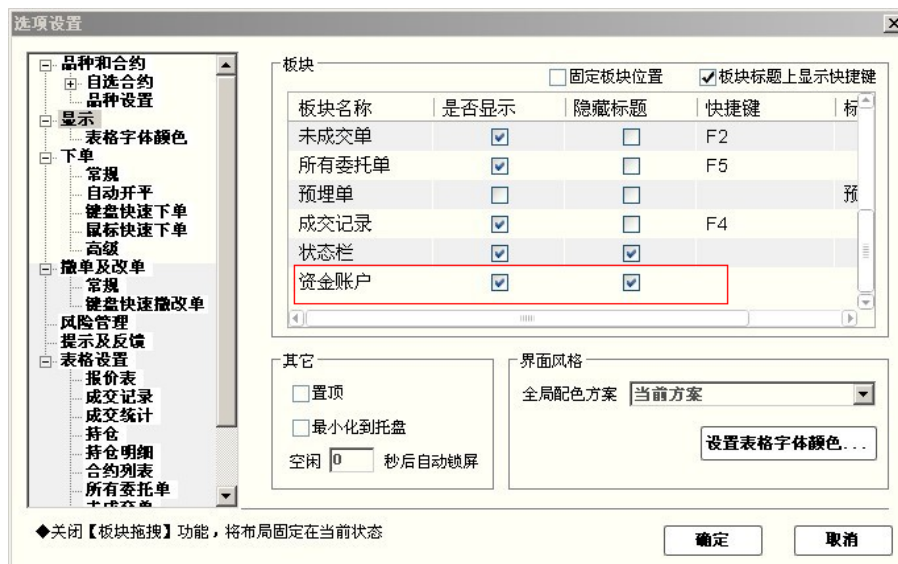 选项设置
品种和合约
自选合约
品种设置
显示
表格字体颜色
下单
常规
自动开平
键盘快速下单
鼠标快速下单
高级
撤单及改单
常规
键盘快速撤改单
风险管理
提示及反馈
表格设置
报价表
成交记录
成交统计
持仓
持仓明细
合约列表
所有委托单
未成交单
板块
固定板块位置 板块标题上显示快捷键
板块名称 是否显示 隐藏标题 快捷键 标
未成交单 F2
所有委托单 F5
预埋单 预
成交记录 F4
状态栏
资金账户
其它
置顶
最小化到托盘
空闲 0 秒后自动锁屏
界面风格
全局配色方案 当前方案
设置表格字体颜色...
◆关闭【板块拖拽】功能，将布局固定在当前状态
确定 取消